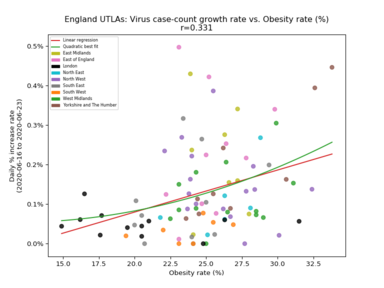 England UTLAs: Virus case-count growth rate vs. Obesity rate (%)
r=0.331
Daily % increase rate
(2020-06-16 to 2020-06-23)
0.5%
0.4%
0.3%
0.2%
0.1%
0.0%
Linear regression
Quadratic best fit
East Midlands
East of England
London
North East
North West
South East
South West
West Midlands
Yorkshire and The Humber
15.0
17.5
20.0
22.5
25.0
27.5
30.0
32.5
Obesity rate (%)